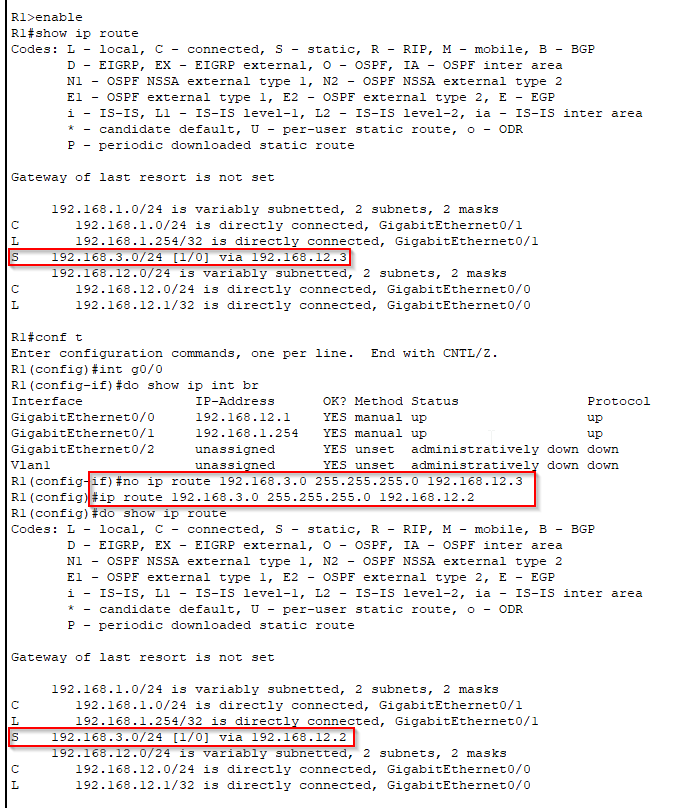 R1>enable
R1#show ip route
Codes: L - local, C - connected, S - static, R - RIP, M - mobile, B - BGP
       D - EIGRP, EX - EIGRP external, O - OSPF, IA - OSPF inter area
       N1 - OSPF NSSA external type 1, N2 - OSPF NSSA external type 2
       E1 - OSPF external type 1, E2 - OSPF external type 2, E - EGP
       i - IS-IS, L1 - IS-IS level-1, L2 - IS-IS level-2, ia - IS-IS inter area
       * - candidate default, U - per-user static route, o - ODR
       P - periodic downloaded static route

Gateway of last resort is not set

     192.168.1.0/24 is variably subnetted, 2 subnets, 2 masks
C       192.168.1.0/24 is directly connected, GigabitEthernet0/1
L       192.168.1.254/32 is directly connected, GigabitEthernet0/1
S    192.168.3.0/24 [1/0] via 192.168.12.3
     192.168.12.0/24 is variably subnetted, 2 subnets, 2 masks
C       192.168.12.0/24 is directly connected, GigabitEthernet0/0
L       192.168.12.1/32 is directly connected, GigabitEthernet0/0

R1#conf t
Enter configuration commands, one per line.  End with CNTL/Z.
R1(config)#int g0/0
R1(config-if)#do show ip int br
Interface              IP-Address      OK? Method Status                Protocol
GigabitEthernet0/0     192.168.12.1    YES manual up                    up
GigabitEthernet0/1     192.168.1.254   YES manual up                    up
GigabitEthernet0/2     unassigned      YES unset  administratively down down
Vlan1                  unassigned      YES unset  administratively down down
R1(config-if)#no ip route 192.168.3.0 255.255.255.0 192.168.12.3
R1(config)#ip route 192.168.3.0 255.255.255.0 192.168.12.2
R1(config)#do show ip route
Codes: L - local, C - connected, S - static, R - RIP, M - mobile, B - BGP
       D - EIGRP, EX - EIGRP external, O - OSPF, IA - OSPF inter area
       N1 - OSPF NSSA external type 1, N2 - OSPF NSSA external type 2
       E1 - OSPF external type 1, E2 - OSPF external type 2, E - EGP
       i - IS-IS, L1 - IS-IS level-1, L2 - IS-IS level-2, ia - IS-IS inter area
       * - candidate default, U - per-user static route, o - ODR
       P - periodic downloaded static route

Gateway of last resort is not set

     192.168.1.0/24 is variably subnetted, 2 subnets, 2 masks
C       192.168.1.0/24 is directly connected, GigabitEthernet0/1
L       192.168.1.254/32 is directly connected, GigabitEthernet0/1
S    192.168.3.0/24 [1/0] via 192.168.12.2
     192.168.12.0/24 is variably subnetted, 2 subnets, 2 masks
C       192.168.12.0/24 is directly connected, GigabitEthernet0/0
L       192.168.12.1/32 is directly connected, GigabitEthernet0/0